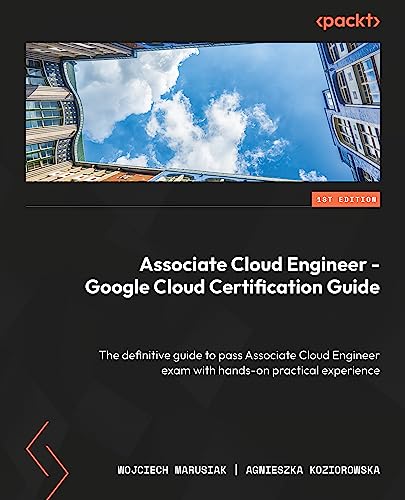 <packt>
1ST EDITION
Associate Cloud Engineer -
Google Cloud Certification Guide
The definitive guide to pass Associate Cloud Engineer
exam with hands-on practical experience
WOJCIECH MARUSIAK | AGNIESZKA KOZIOROWSKA